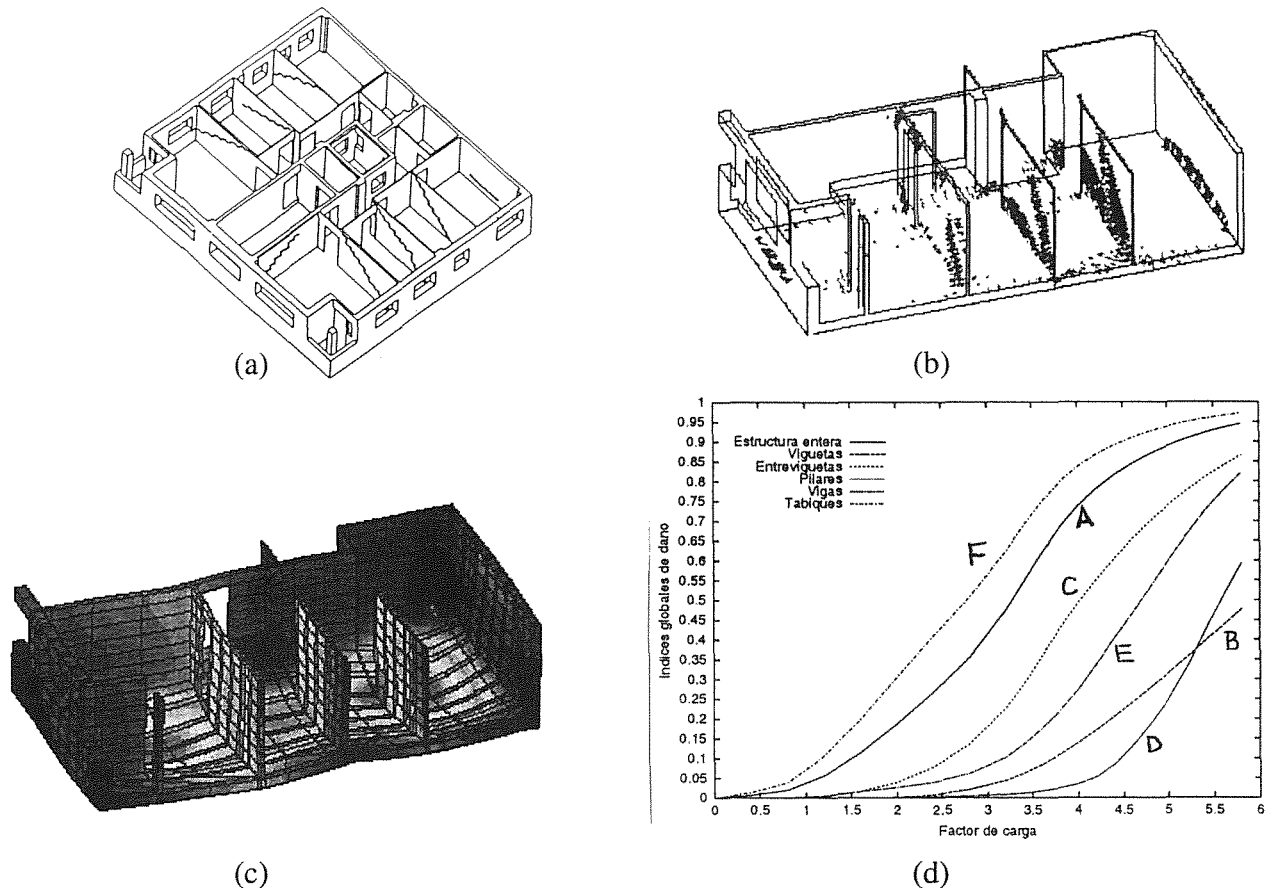 (a)
(b)
(c)
1
0.95
0.9
0.85
0.8
0.75
0.7
0.65
0.6
0.55
0.5
0.45
0.4
0.35
0.3
0.25
0.2
0.15
0.1
0.05
0
Indices globales de dano
Estructura entera
Viguetas
Entreviguetas
Pilares
Vigas
Tabiques
F
A
C
E
B
D
0 0.5 1 1.5 2 2.5 3 3.5 4 4.5 5 5.5 6
Factor de carga
(d)